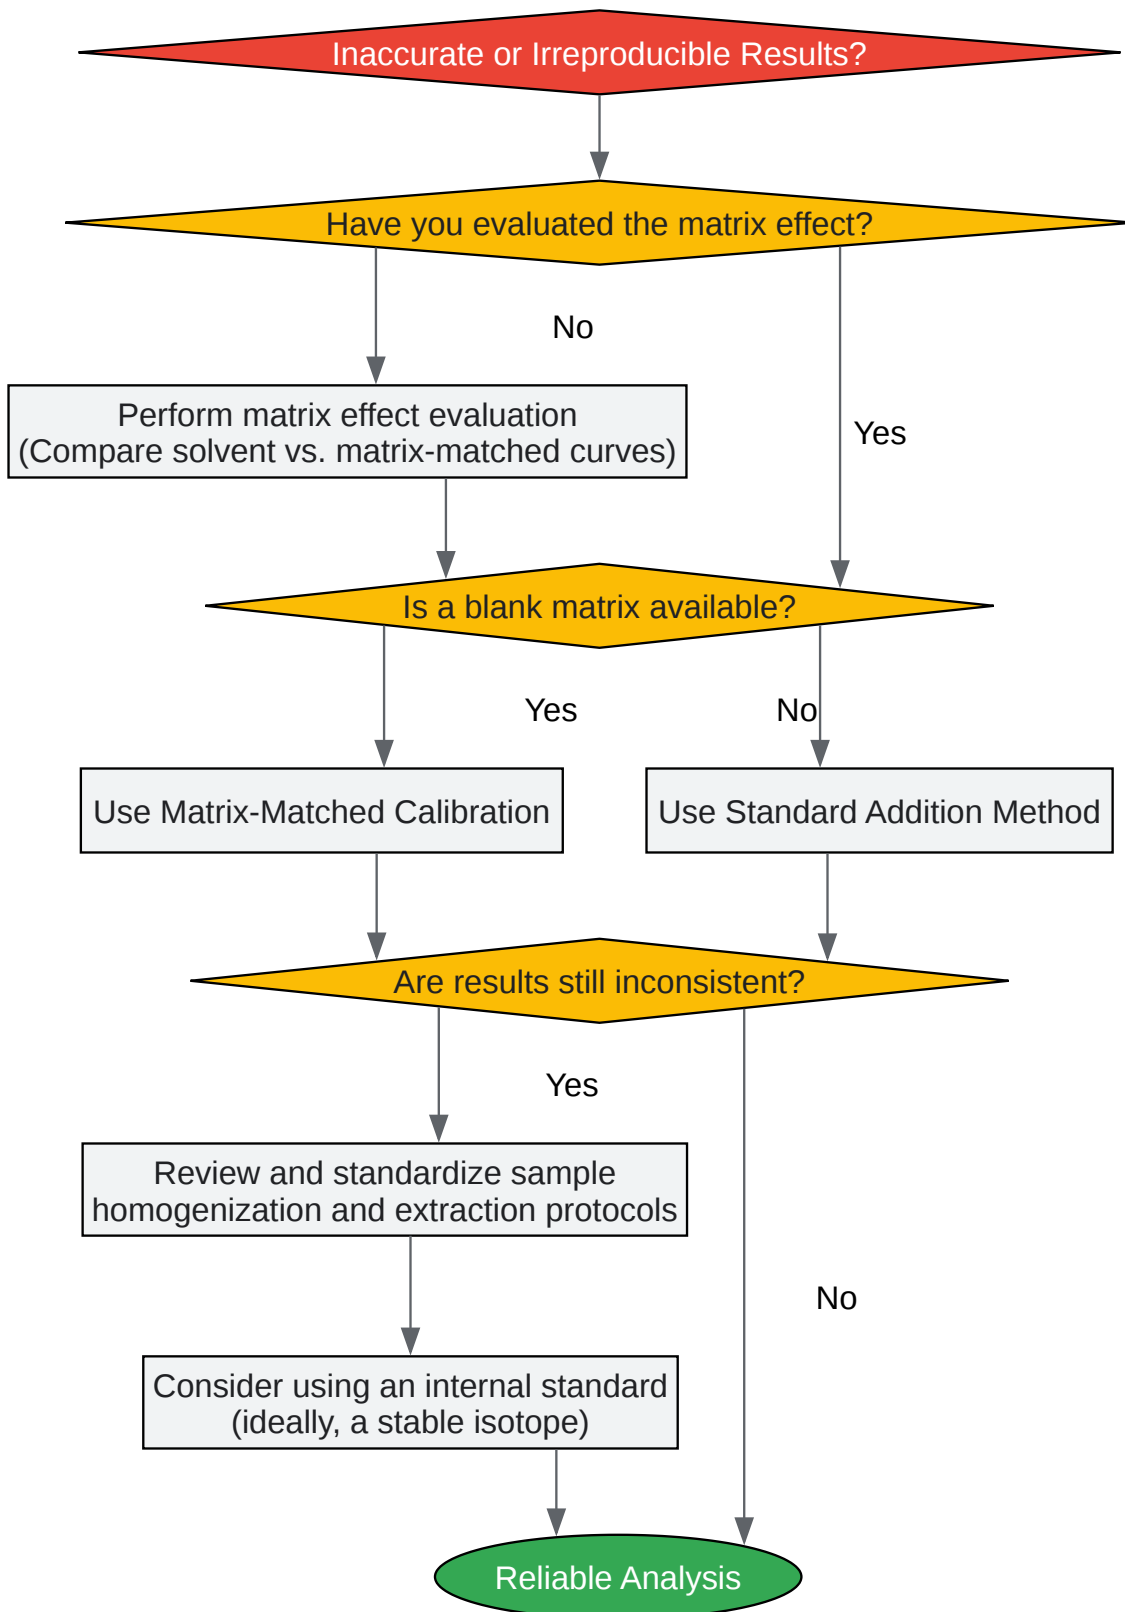 Inaccurate or Irreproducible Results?
Have you evaluated the matrix effect?
No
Perform matrix effect evaluation
(Compare solvent vs. matrix-matched curves)
Yes
Is a blank matrix available?
Yes
No
Use Matrix-Matched Calibration
Use Standard Addition Method
Are results still inconsistent?
Yes
Review and standardize sample
homogenization and extraction protocols
No
Consider using an internal standard
(ideally, a stable isotope)
Reliable Analysis